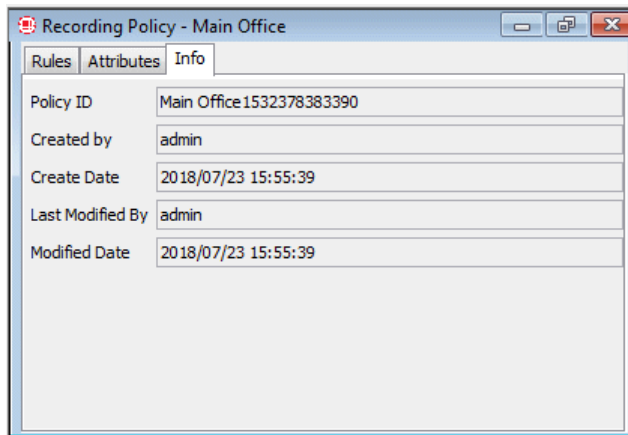 Recording Policy - Main Office
Rules Attributes Info
Policy ID Main Office1532378383390
Created by admin
Create Date 2018/07/23 15:55:39
Last Modified By admin
Modified Date 2018/07/23 15:55:39